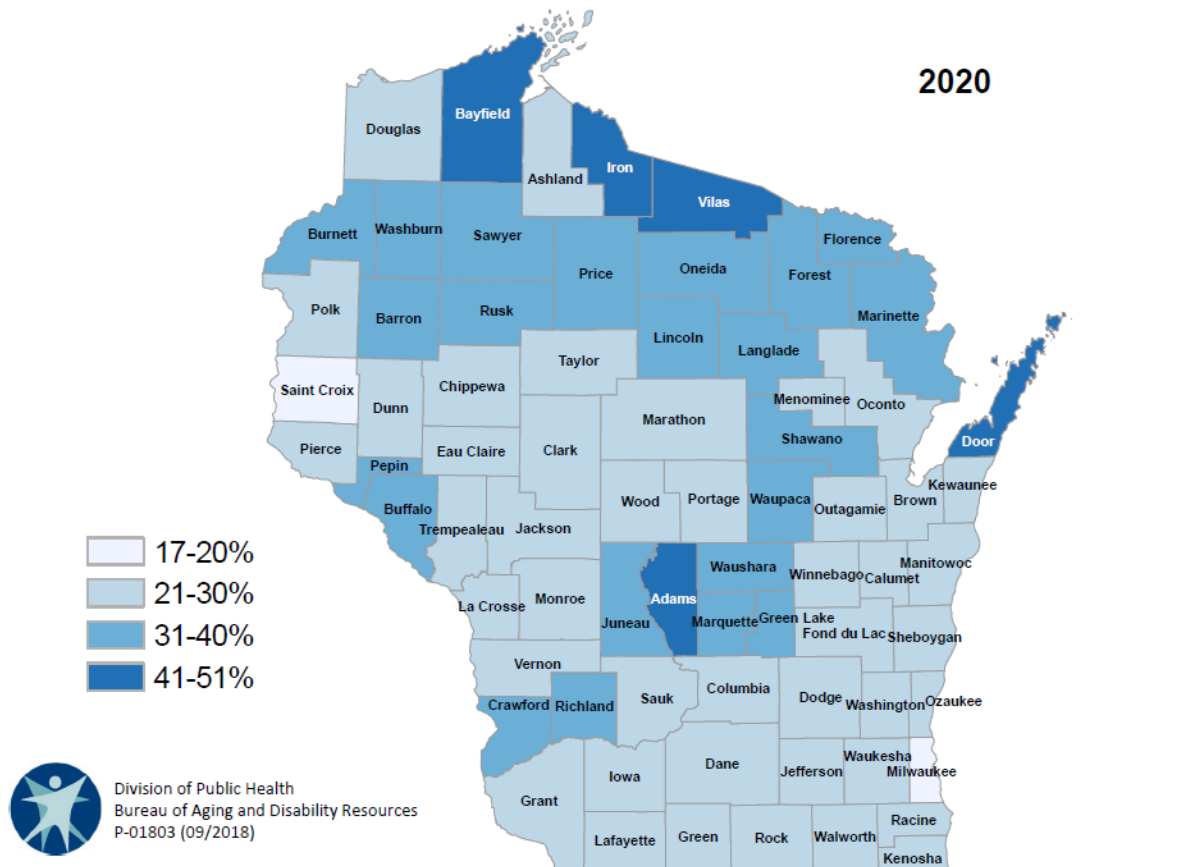 2020
Bayfield
Douglas
Iron
Ashland
Vilas
Burnett
Washburn
Sawyer
Florence
Price
Oneida
Forest
Polk
Barron
Rusk
Marinette
Lincoln
Langlade
Taylor
Saint Croix
Chippewa
Dunn
Menominee
Oconto
Marathon
Shawano
Door
Pierce
Eau Claire
Clark
Pepin
Kewaunee
Wood
Portage
Waupaca
Brown
Buffalo
Outagamie
Trempealeau
Jackson
17-20%
21-30%
31-40%
41-51%
Waushara
Winnebago
Calumet
Manitowoc
La Crosse
Monroe
Adams
Juneau
Marquette
Green Lake
Fond du Lac
Sheboygan
Vernon
Crawford
Richland
Sauk
Columbia
Dodge
Washington
Ozaukee
Dane
Iowa
Jefferson
Waukesha
Milwaukee
Grant
Lafayette
Green
Rock
Walworth
Racine
Kenosha
Division of Public Health
Bureau of Aging and Disability Resources
P-01803 (09/2018)